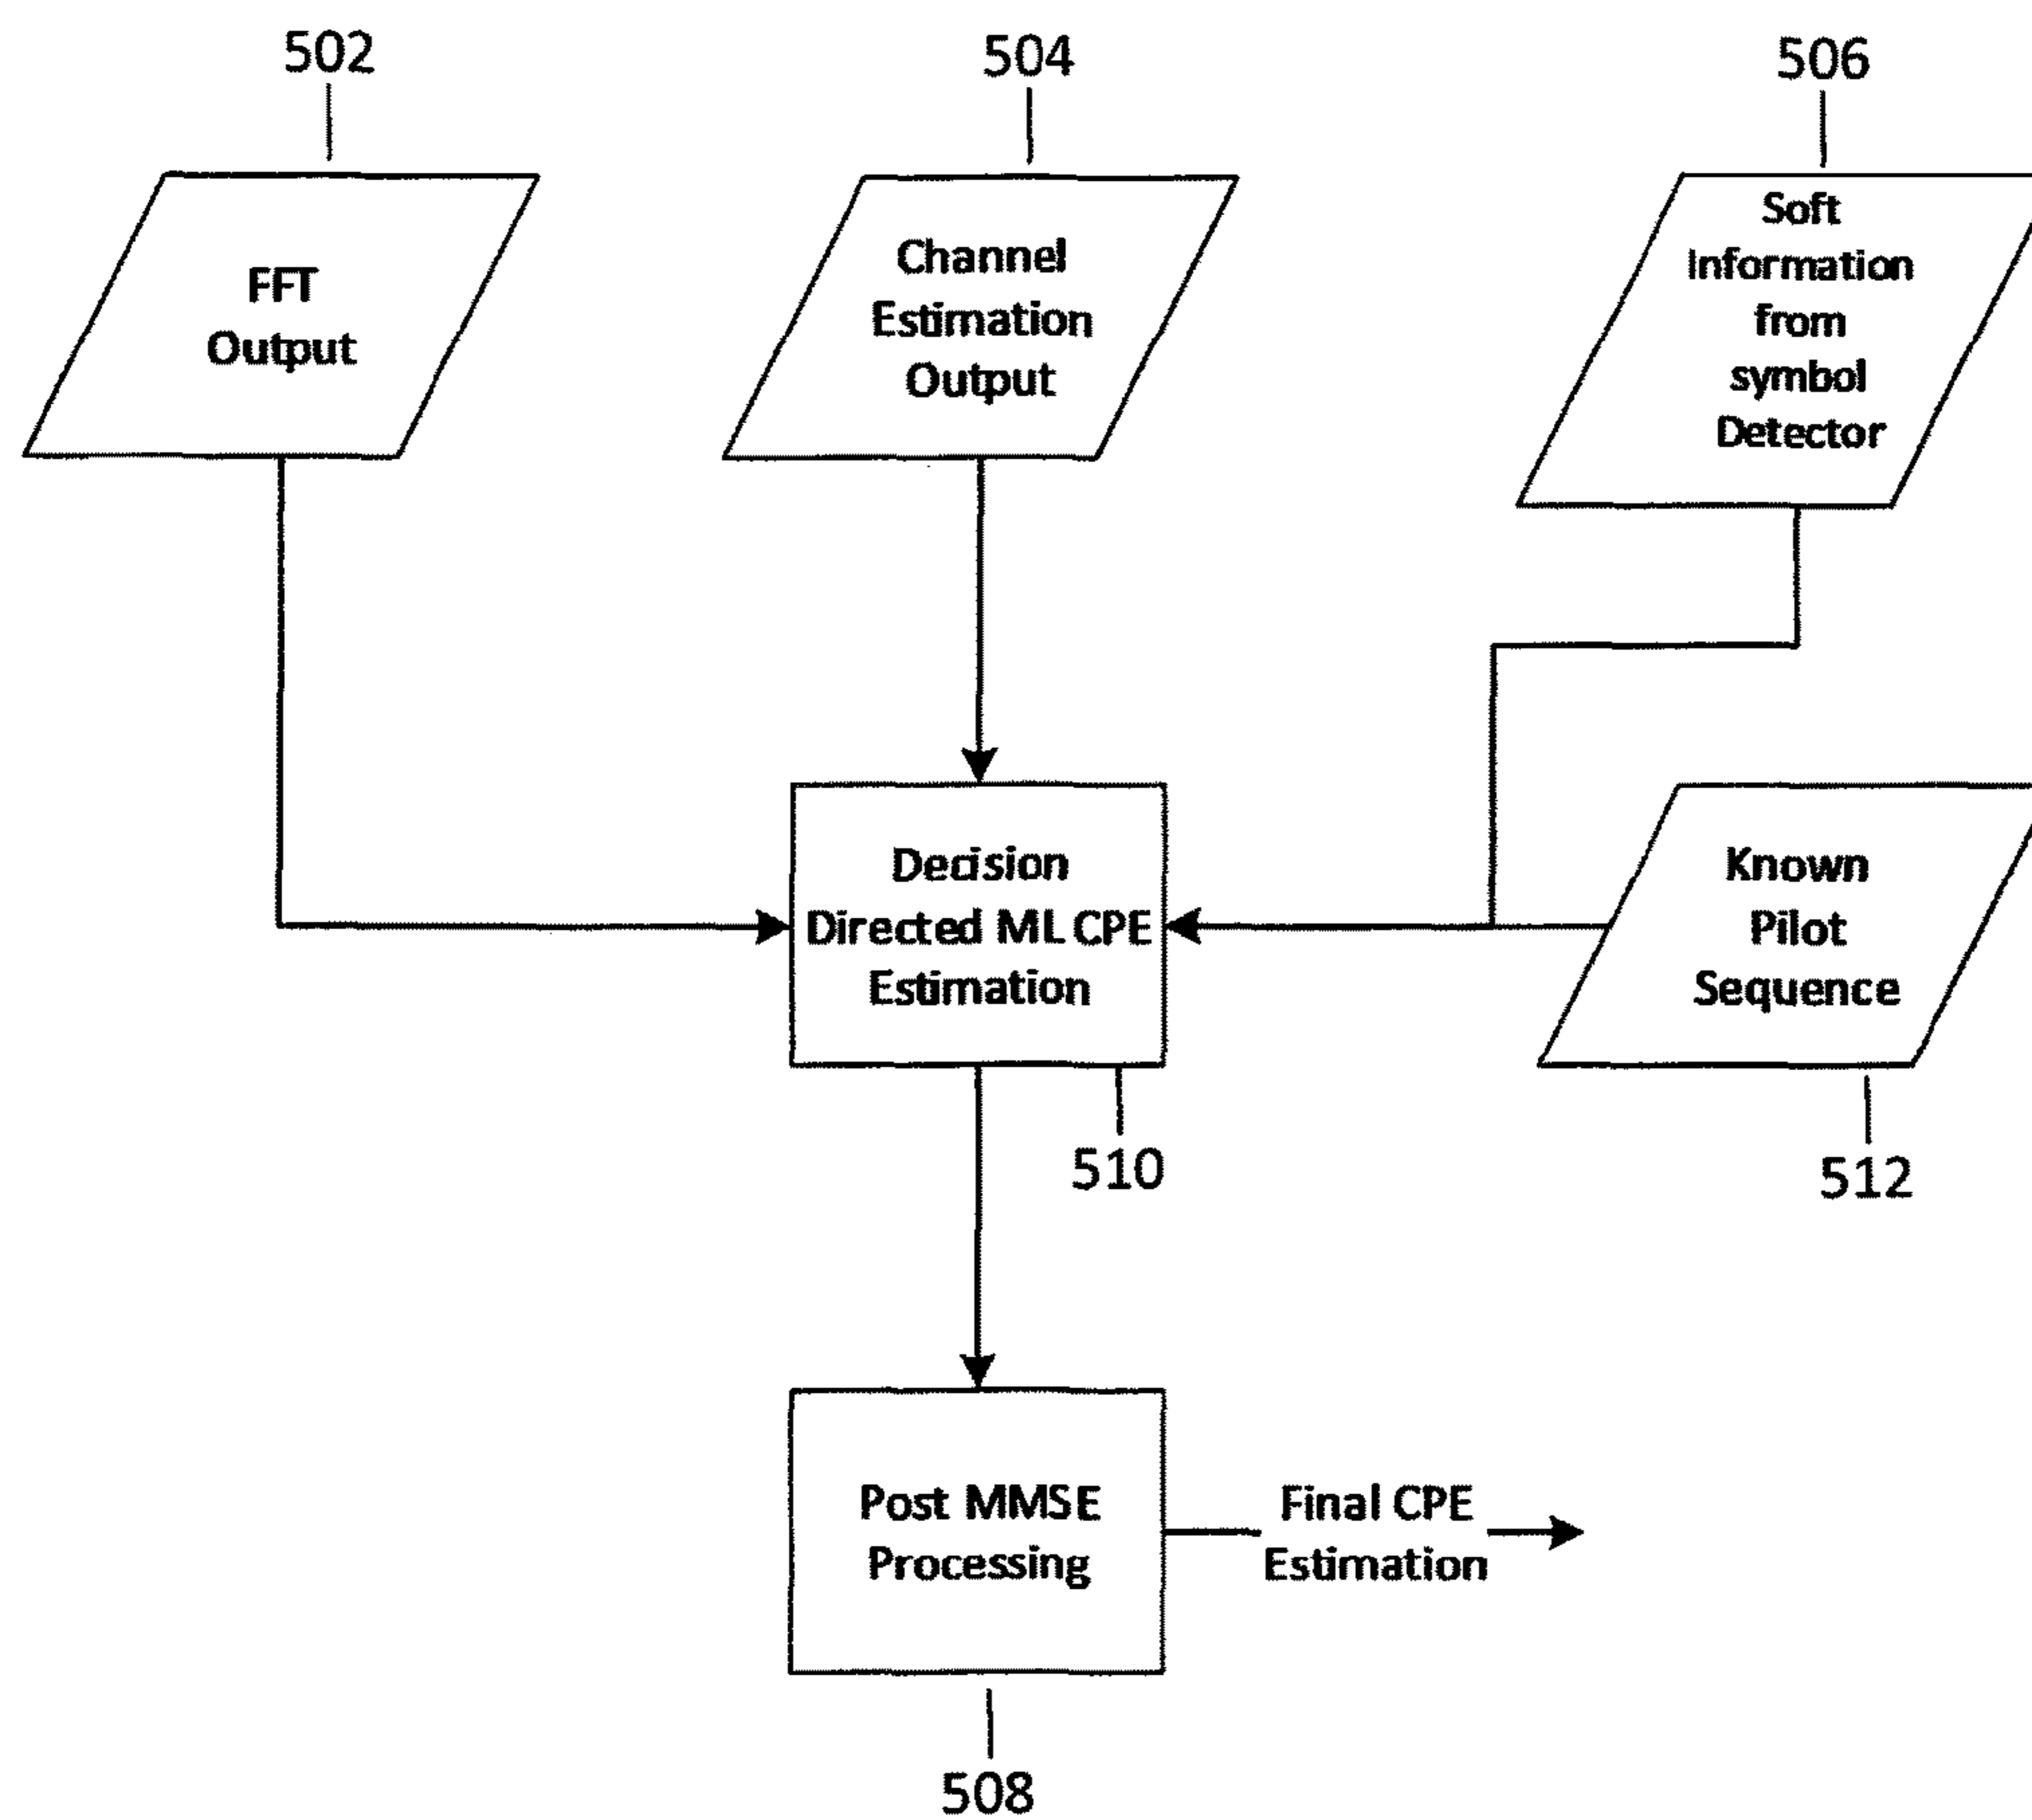 502
504
506
FFT
Output
Channel
Estimation
Output
Soft
Information
from
symbol
Detector
Decision
Directed ML CPE
Estimation
Known
Pilot
Sequence
510
512
Post MMSE
Processing
Final CPE
Estimation
508